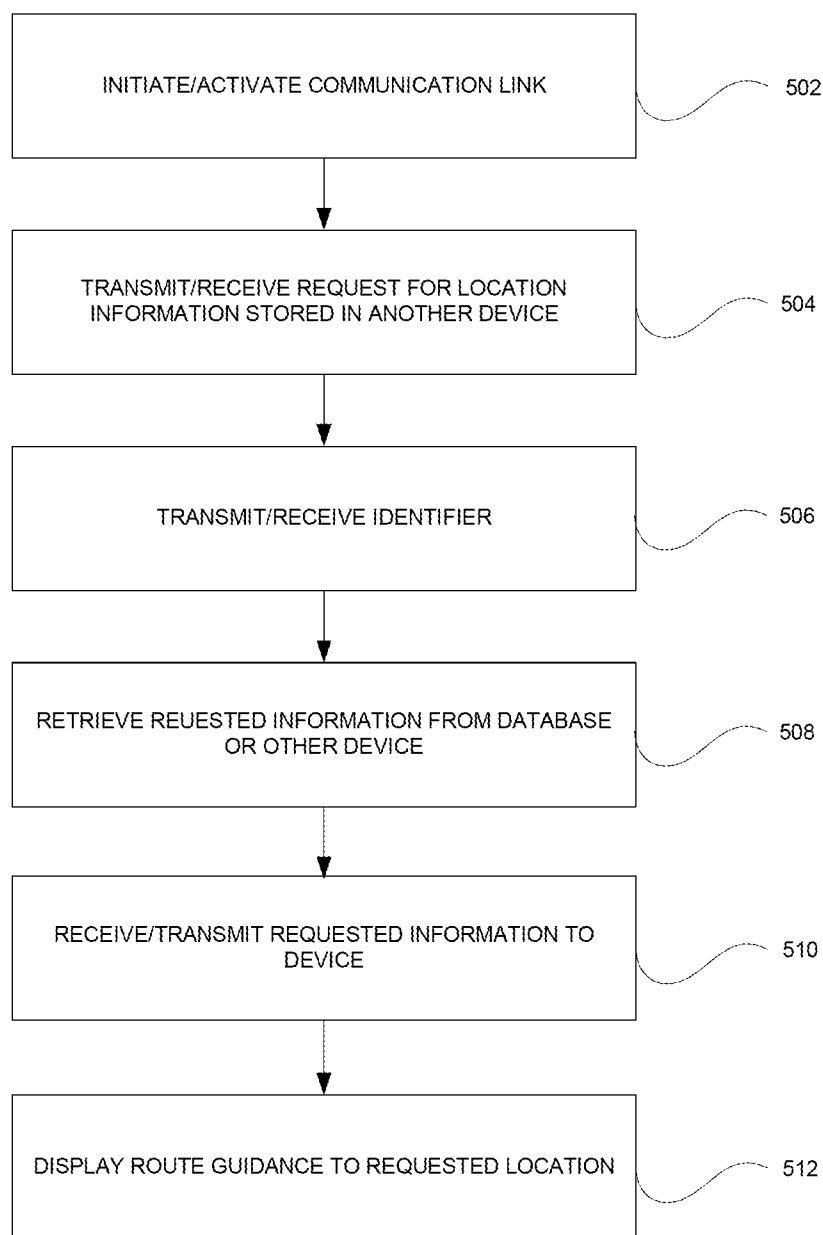 INITIATE/ACTIVATE COMMUNICATION LINK
502
TRANSMIT/RECEIVE REQUEST FOR LOCATION
INFORMATION STORED IN ANOTHER DEVICE
504
TRANSMIT/RECEIVE IDENTIFIER
506
RETRIEVE REUESTED INFORMATION FROM DATABASE
OR OTHER DEVICE
508
RECEIVE/TRANSMIT REQUESTED INFORMATION TO
DEVICE
510
DISPLAY ROUTE GUIDANCE TO REQUESTED LOCATION
512